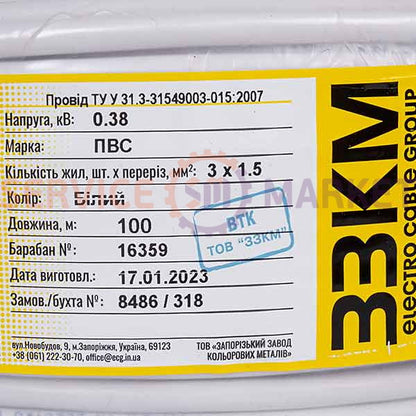 Провід ТУ У 31.3-31549003-015:2007
Напруга, кВ: 0.38
Марка: ПВС
Кількість жил, шт. х переріз, мм²: 3 х 1.5
Колір: Білий
Довжина, м: 100
Барабан №: 16359
Дата виготовл.: 17.01.2023
Замов./бухта № 8486 / 318
ВТК
ТОВ "ЗЗКМ"
SERVICE MARKET
вул.Новобудов, 9, м.Запоріжжя, Україна, 69123
+38 (061) 222-30-70, office@ecg.in.ua
ТОВ "ЗАПОРІЗЬКИЙ ЗАВОД
КОЛЬОРОВИХ МЕТАЛІВ"
ЗЗКМ
ELECTRO CABLE GROUP